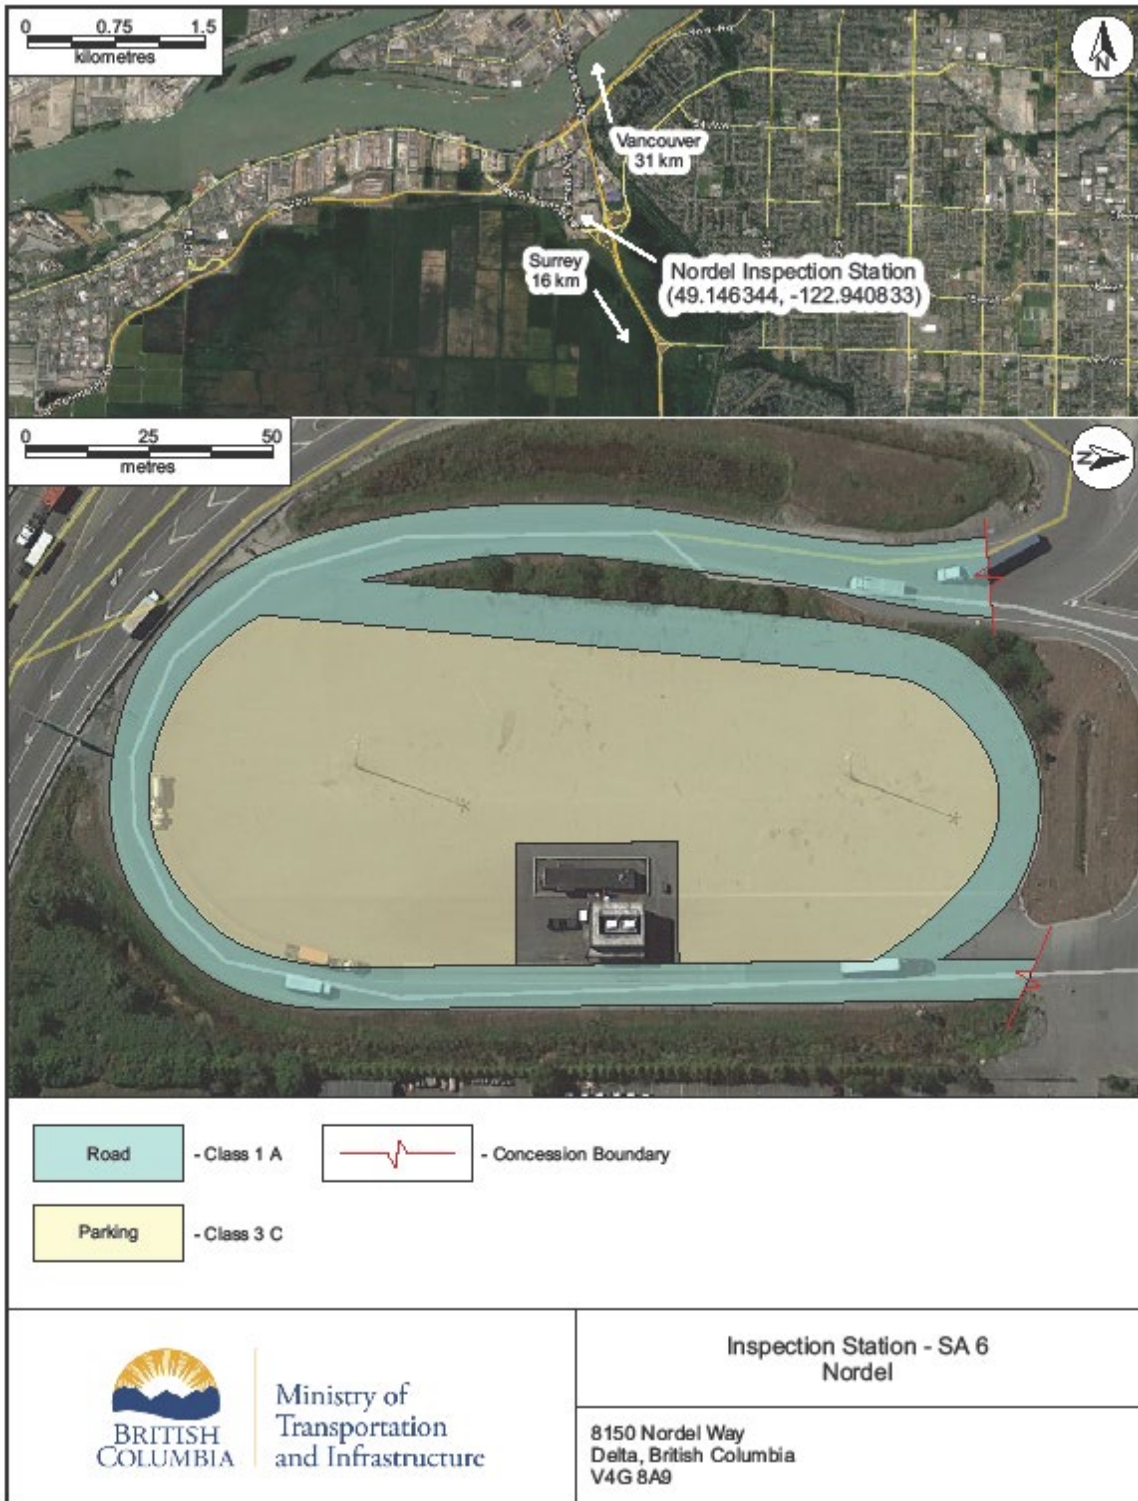 0 0.75 1.5
kilometres
N
Vancouver
31 km
Surrey
16 km
Nordel Inspection Station
(49.146344, -122.940833)
0 25 50
metres
N
Road
- Class 1 A
- Concession Boundary
Parking
- Class 3 C
BRITISH
COLUMBIA
Ministry of
Transportation
and Infrastructure
Inspection Station - SA 6
Nordel
8150 Nordel Way
Delta, British Columbia
V4G 8A9